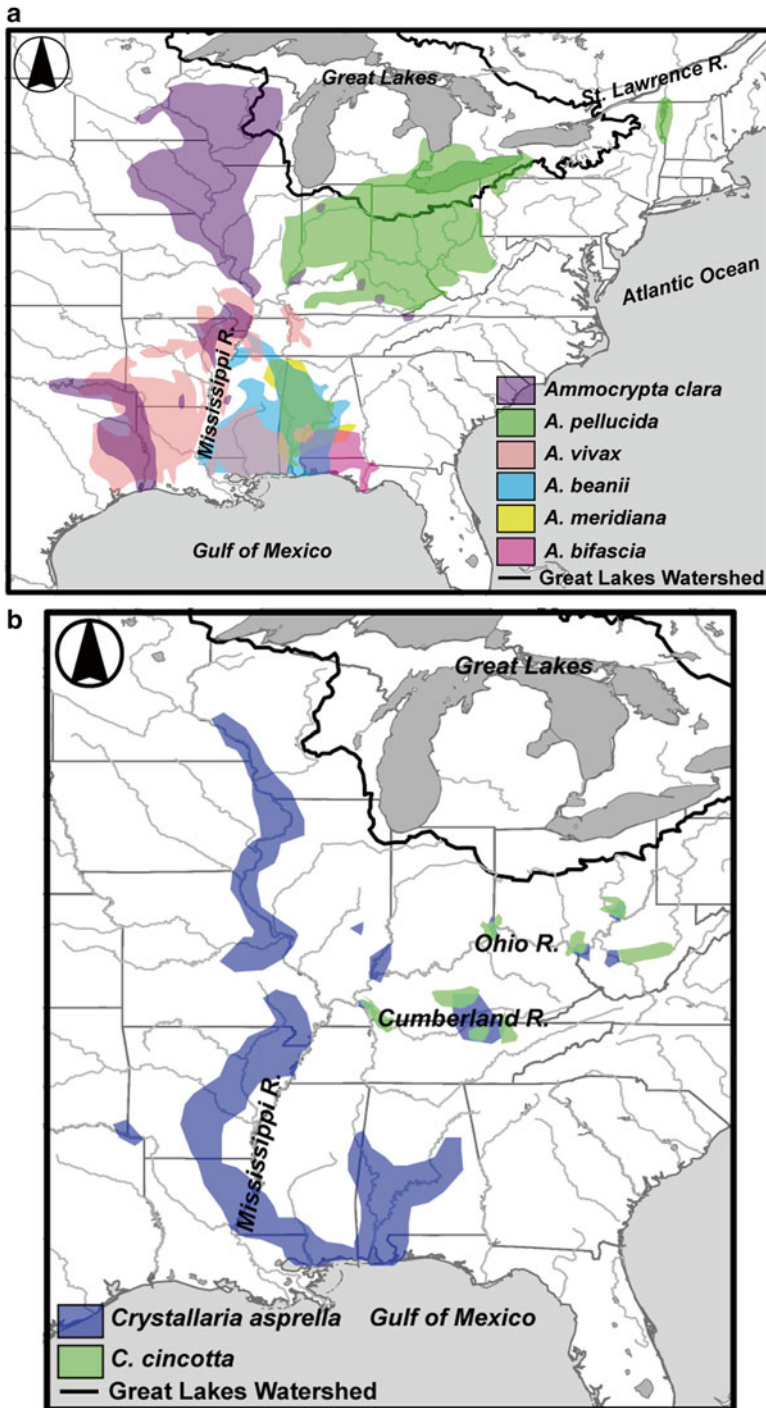 a
Great Lakes
St. Lawrence R.
Atlantic Ocean
Mississippi R.
Ammocrypta clara
A. pellucida
A. vivax
A. beanii
A. meridiana
A. bifascia
Great Lakes Watershed
Gulf of Mexico
b
Great Lakes
Ohio R.
Cumberland R.
Mississippi R.
Crystallaria asprella
Gulf of Mexico
C. cincotta
Great Lakes Watershed